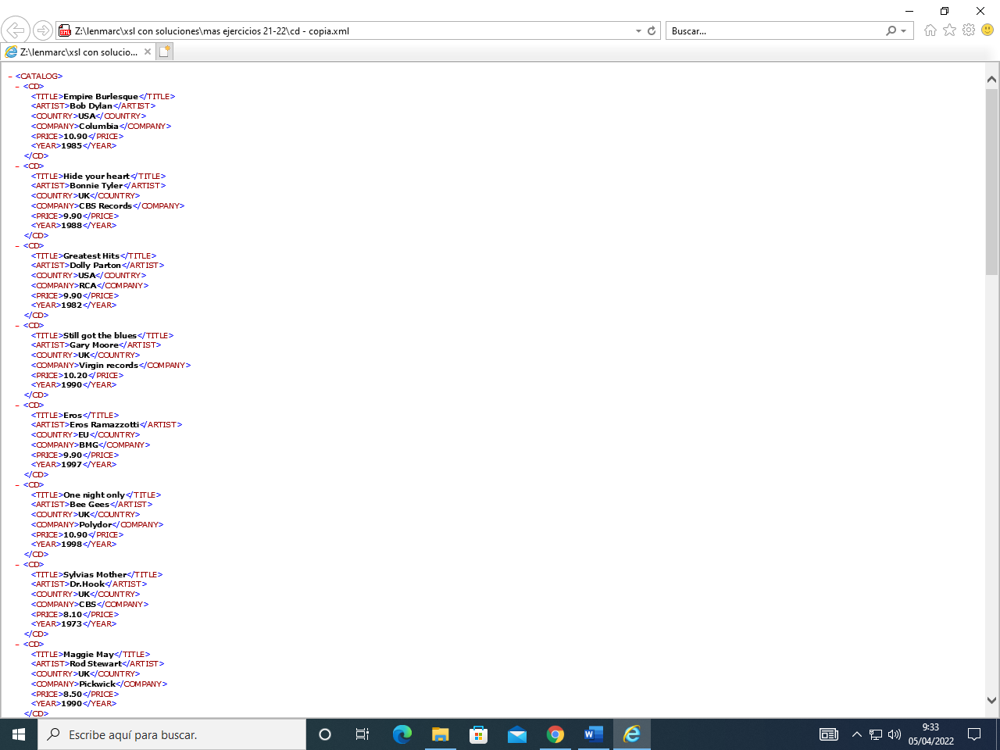 Z:\lenmarc\xsl con soluciones\mas ejercicios 21-22\cd - copia.xml
Buscar...
Z:\lenmarc\xsl con solucio...
- <CATALOG>
- <CD>
<TITLE>Empire Burlesque</TITLE>
<ARTIST>Bob Dylan</ARTIST>
<COUNTRY>USA</COUNTRY>
<COMPANY>Columbia</COMPANY>
<PRICE>10.90</PRICE>
<YEAR>1985</YEAR>
</CD>
- <CD>
<TITLE>Hide your heart</TITLE>
<ARTIST>Bonnie Tyler</ARTIST>
<COUNTRY>UK</COUNTRY>
<COMPANY>CBS Records</COMPANY>
<PRICE>9.90</PRICE>
<YEAR>1988</YEAR>
</CD>
- <CD>
<TITLE>Greatest Hits</TITLE>
<ARTIST>Dolly Parton</ARTIST>
<COUNTRY>USA</COUNTRY>
<COMPANY>RCA</COMPANY>
<PRICE>9.90</PRICE>
<YEAR>1982</YEAR>
</CD>
- <CD>
<TITLE>Still got the blues</TITLE>
<ARTIST>Gary Moore</ARTIST>
<COUNTRY>UK</COUNTRY>
<COMPANY>Virgin records</COMPANY>
<PRICE>10.20</PRICE>
<YEAR>1990</YEAR>
</CD>
- <CD>
<TITLE>Eros</TITLE>
<ARTIST>Eros Ramazzotti</ARTIST>
<COUNTRY>EU</COUNTRY>
<COMPANY>BMG</COMPANY>
<PRICE>9.90</PRICE>
<YEAR>1997</YEAR>
</CD>
- <CD>
<TITLE>One night only</TITLE>
<ARTIST>Bee Gees</ARTIST>
<COUNTRY>UK</COUNTRY>
<COMPANY>Polydor</COMPANY>
<PRICE>10.90</PRICE>
<YEAR>1998</YEAR>
</CD>
- <CD>
<TITLE>Sylvias Mother</TITLE>
<ARTIST>Dr.Hook</ARTIST>
<COUNTRY>UK</COUNTRY>
<COMPANY>CBS</COMPANY>
<PRICE>8.10</PRICE>
<YEAR>1973</YEAR>
</CD>
- <CD>
<TITLE>Maggie May</TITLE>
<ARTIST>Rod Stewart</ARTIST>
<COUNTRY>UK</COUNTRY>
<COMPANY>Pickwick</COMPANY>
<PRICE>8.50</PRICE>
<YEAR>1990</YEAR>
</CD>
Escribe aquí para buscar.
9:33
05/04/2022